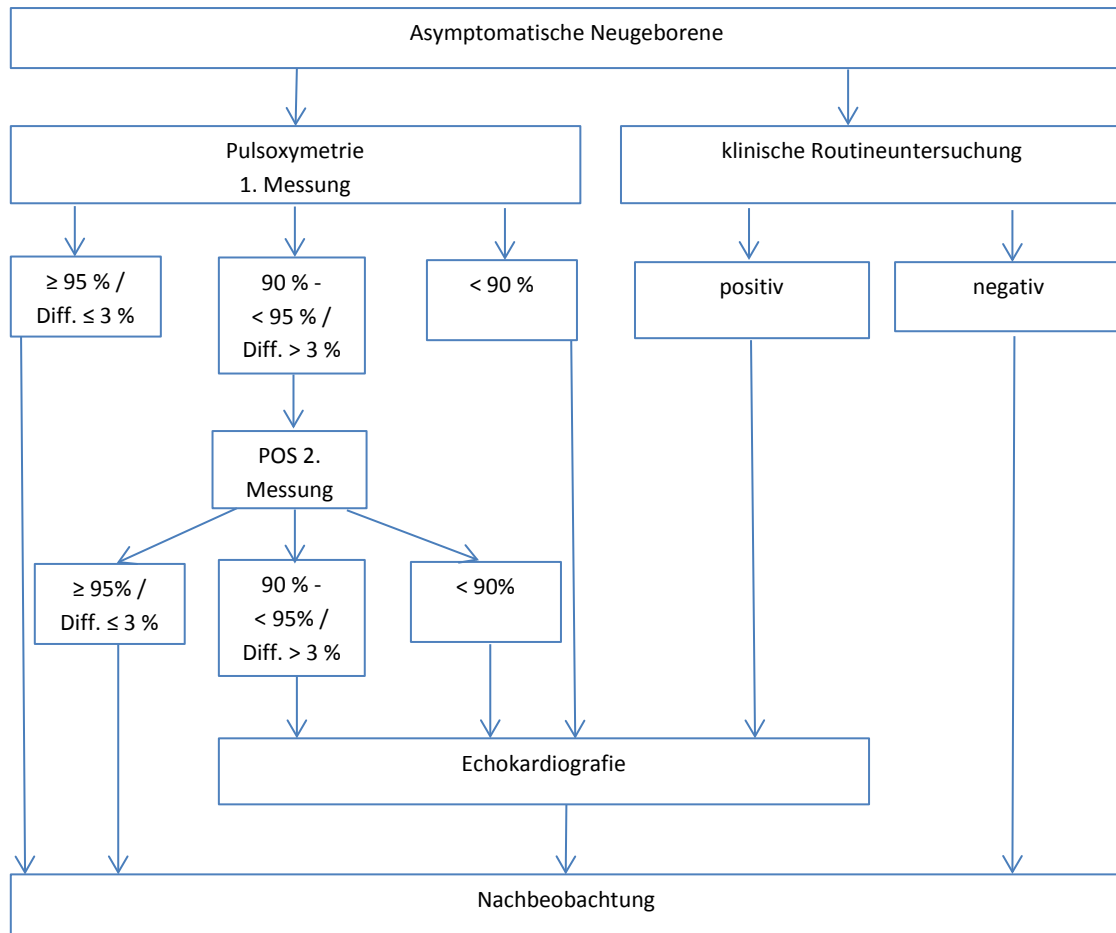 Asymptomatische Neugeborene
Pulsoxymetrie
1. Messung
klinische Routineuntersuchung
≥ 95 % /
Diff. ≤ 3 %
90 % -
< 95 % /
Diff. > 3 %
< 90 %
positiv
negativ
POS 2.
Messung
≥ 95% /
Diff. ≤ 3 %
90 % -
< 95% /
Diff. > 3 %
< 90%
Echokardiografie
Nachbeobachtung